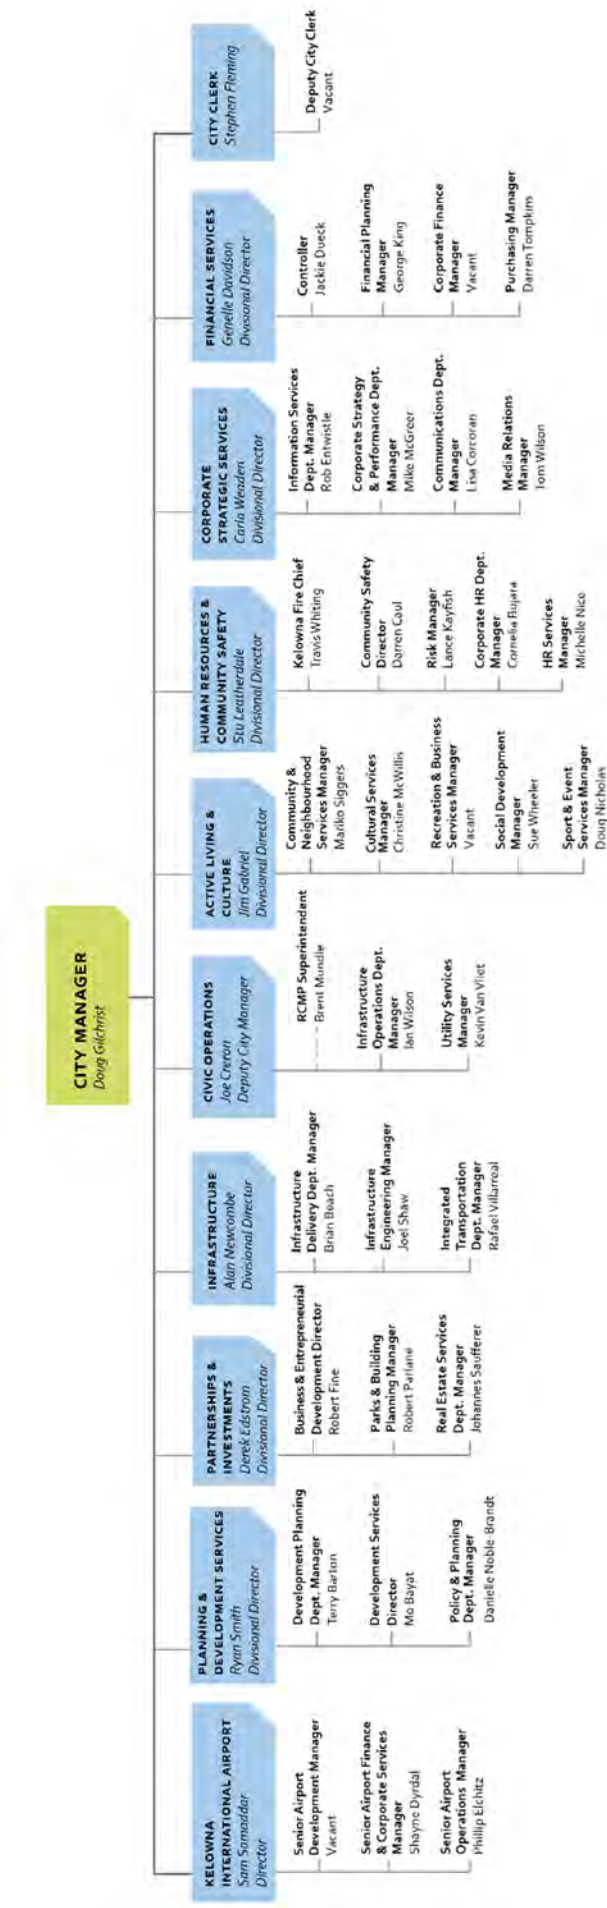 CITY MANAGER
Doug Gilchrist
KELOWNA
INTERNATIONAL AIRPORT
Sam Samaddar
Director
Senior Airport
Development Manager
Vacant
Senior Airport Finance
& Corporate Services
Manager
Shayne Dyrdal
Senior Airport
Operations Manager
Phillip Elchitz
PLANNING &
DEVELOPMENT SERVICES
Ryan Smith
Divisional Director
Development Planning
Dept. Manager
Terry Barton
Development Services
Director
Mo Bayat
Policy & Planning
Dept. Manager
Danielle Noble-Brandt
PARTNERSHIPS &
INVESTMENTS
Derek Edstrom
Divisional Director
Business & Entrepreneurial
Development Director
Robert Fine
Parks & Building
Planning Manager
Robert Parlane
Real Estate Services
Dept. Manager
Johannes Saufferer
INFRASTRUCTURE
Alan Newcombe
Divisional Director
Infrastructure
Delivery Dept. Manager
Brian Beach
Infrastructure
Engineering Manager
Joel Shaw
Integrated
Transportation
Dept. Manager
Rafael Villarreal
CIVIC OPERATIONS
Joe Creron
Deputy City Manager
RCMP Superintendent
Brent Mundle
Infrastructure
Operations Dept.
Manager
Ian Wilson
Utility Services
Manager
Kevin Van Vliet
ACTIVE LIVING &
CULTURE
Jim Gabriel
Divisional Director
Community &
Neighbourhood
Services Manager
Mariko Siggers
Cultural Services
Manager
Christine McWillis
Recreation & Business
Services Manager
Vacant
Social Development
Manager
Sue Wheeler
Sport & Event
Services Manager
Doug Nicholas
HUMAN RESOURCES &
COMMUNITY SAFETY
Stu Leatherdale
Divisional Director
Kelowna Fire Chief
Travis Whiting
Community Safety
Director
Darren Caul
Risk Manager
Lance Kayfish
Corporate HR Dept.
Manager
Cornelia Bujara
HR Services
Manager
Michelle Nico
CORPORATE
STRATEGIC SERVICES
Carla Weaden
Divisional Director
Information Services
Dept. Manager
Rob Entwistle
Corporate Strategy
& Performance Dept.
Manager
Mike McGreer
Communications Dept.
Manager
Lisa Corcoran
Media Relations
Manager
Tom Wilson
FINANCIAL SERVICES
Genelle Davidson
Divisional Director
Controller
Jackie Dueck
Financial Planning
Manager
George King
Corporate Finance
Manager
Vacant
Purchasing Manager
Darren Tompkins
CITY CLERK
Stephen Fleming
Deputy City Clerk
Vacant